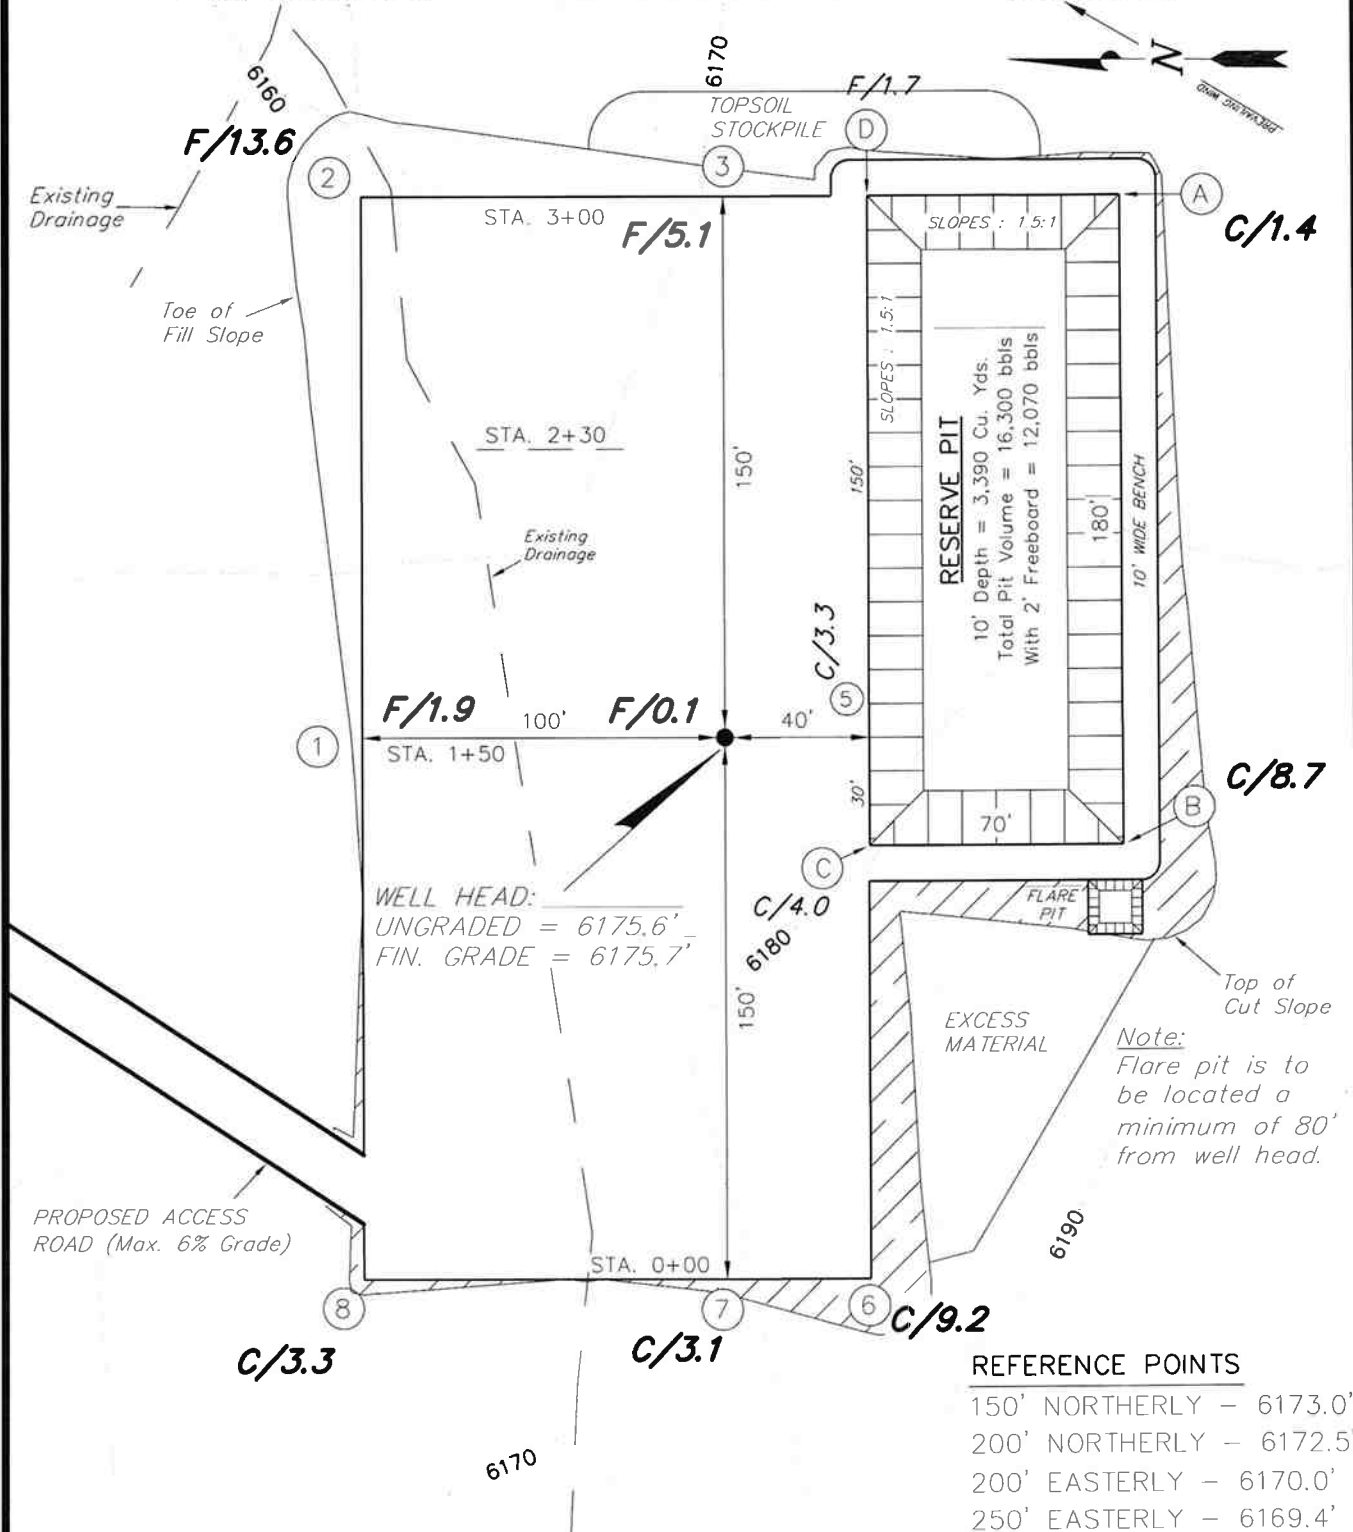 6170
N
PREVAILING WIND
6160
F/1.7
TOPSOIL
STOCKPILE
D
F/13.6
3
2
Existing
Drainage
A
STA. 3+00
F/5.1
SLOPES : 1.5:1
C/1.4
Toe of
Fill Slope
SLOPES : 1.5:1
STA. 2+30
150'
150'
RESERVE PIT
10' Depth = 3,390 Cu. Yds.
Total Pit Volume = 16,300 bbls
With 2' Freeboard = 12,070 bbls
180'
10' WIDE BENCH
Existing
Drainage
C/3.3
5
F/1.9
100'
F/0.1
40'
1
STA. 1+50
30'
C/8.7
B
70'
C
WELL HEAD:
UNGRADED = 6175.6'
FIN. GRADE = 6175.7'
C/4.0
6180
FLARE
PIT
150'
Top of
Cut Slope
EXCESS
MATERIAL
Note:
Flare pit is to
be located a
minimum of 80'
from well head.
PROPOSED ACCESS
ROAD (Max. 6% Grade)
6190
STA. 0+00
8
7
6
C/9.2
C/3.3
C/3.1
REFERENCE POINTS
150' NORTHERLY - 6173.0'
200' NORTHERLY - 6172.5'
200' EASTERLY - 6170.0'
250' EASTERLY - 6169.4'
6170